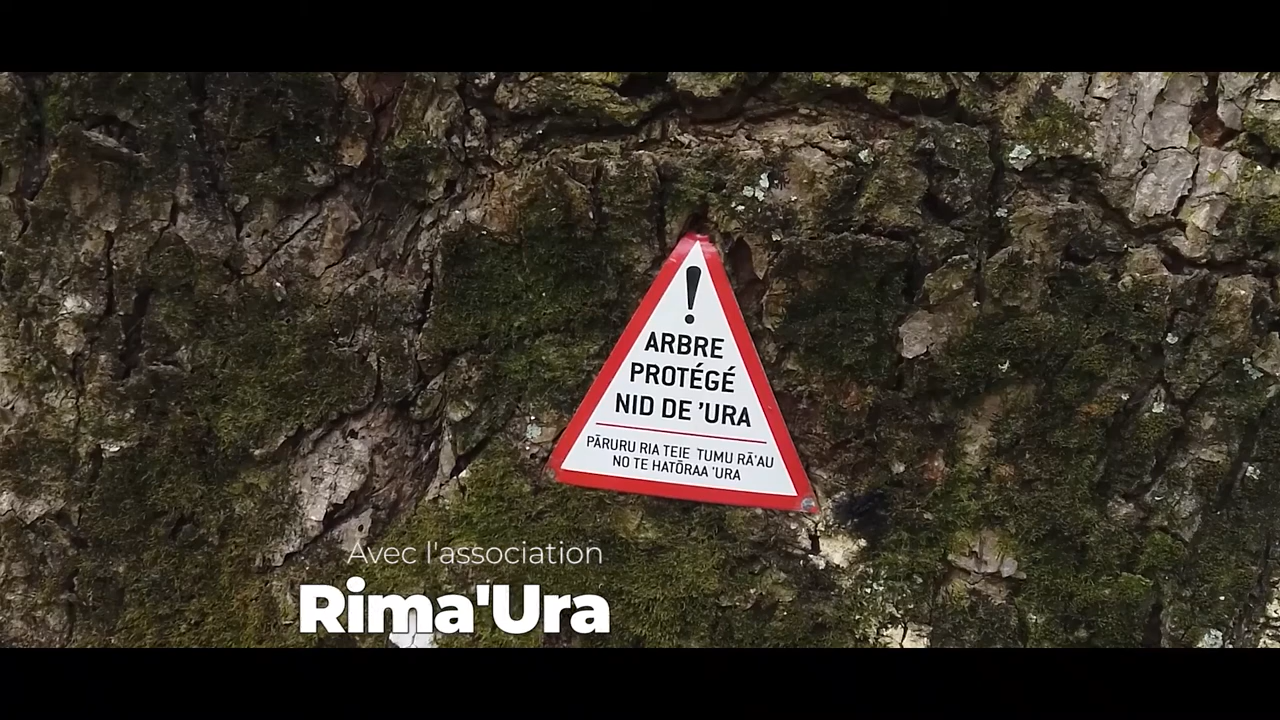 !
ARBRE
PROTÉGÉ
NID DE 'URA
PĀRURU RIA TEIE TUMU RĀ'AU
NO TE HATŌRAA 'URA
Avec l'association
Rima'Ura